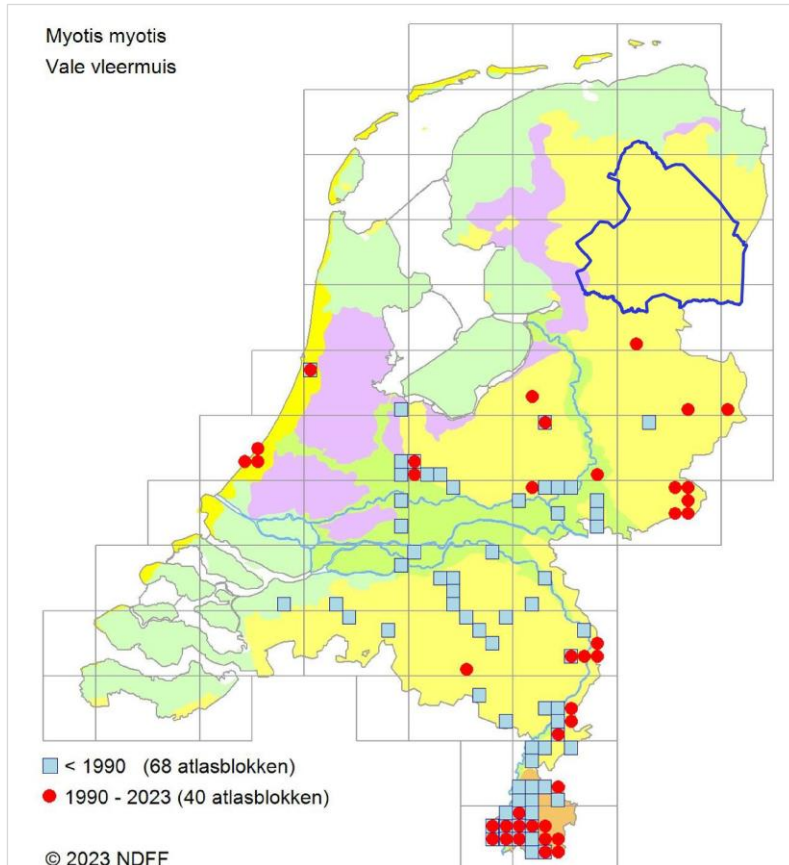 Myotis myotis
Vale vleermuis
< 1990 (68 atlasblokken)
1990 - 2023 (40 atlasblokken)
© 2023 NDFF